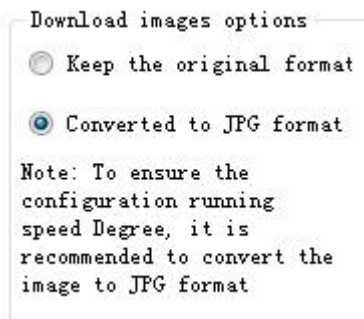 Download images options
Keep the original format
Converted to JPG format
Note: To ensure the
configuration running
speed Degree, it is
recommended to convert the
image to JPG format